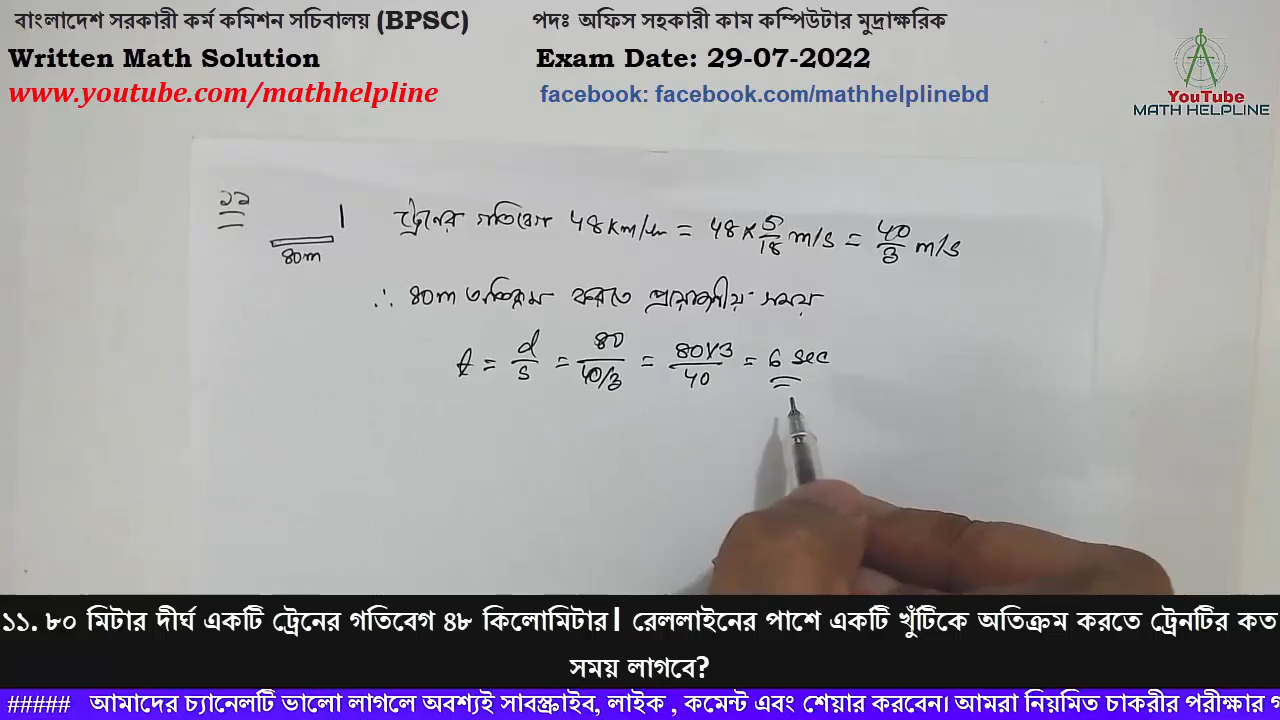 বাংলাদেশ সরকারী কর্ম কমিশন সচিবালয় (BPSC) পদঃ অফিস সহকারী কাম কম্পিউটার মুদ্রাক্ষরিক
Written Math Solution Exam Date: 29-07-2022
www.youtube.com/mathhelpline facebook: facebook.com/mathhelplinebd
YouTube
MATH HELPLINE
১১
80m
ট্রেনের গতিবেগ 48 km/hr = 48 × 5/18 m/s = 40/3 m/s
∴ 80m অতিক্রম করতে প্রয়োজনীয় সময়
t = d/s = 80/(40/3) = 80×3/40 = 6 sec
১১. ৮০ মিটার দীর্ঘ একটি ট্রেনের গতিবেগ ৪৮ কিলোমিটার। রেললাইনের পাশে একটি খুঁটিকে অতিক্রম করতে ট্রেনটির কত
সময় লাগবে?
##### আমাদের চ্যানেলটি ভালো লাগলে অবশ্যই সাবস্ক্রাইব, লাইক , কমেন্ট এবং শেয়ার করবেন। আমরা নিয়মিত চাকরীর পরীক্ষার